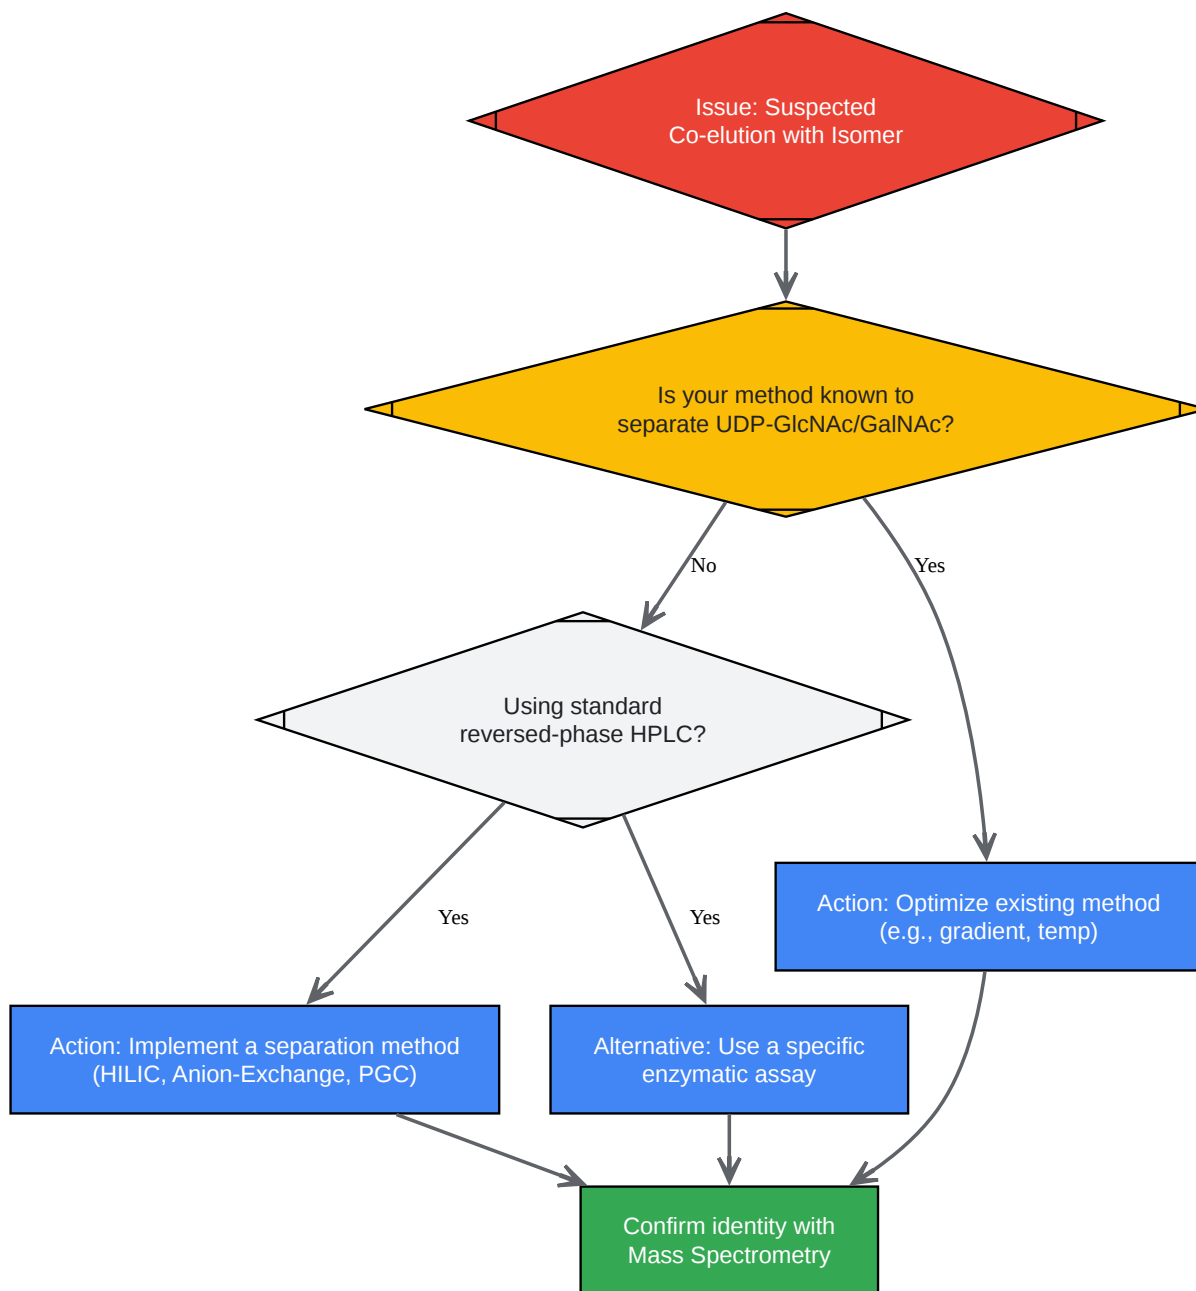 Issue: Suspected
Co-elution with Isomer
Is your method known to
separate UDP-GlcNAc/GalNAc?
No
Yes
Using standard
reversed-phase HPLC?
Action: Optimize existing method
(e.g., gradient, temp)
Yes
Yes
Action: Implement a separation method
(HILIC, Anion-Exchange, PGC)
Alternative: Use a specific
enzymatic assay
Confirm identity with
Mass Spectrometry